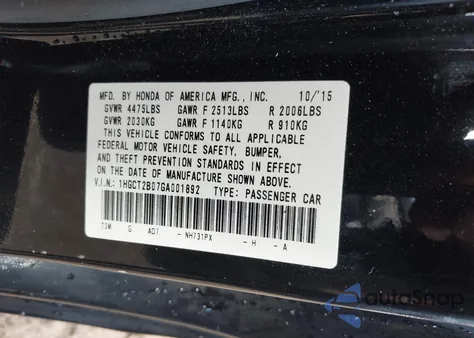 MFD. BY HONDA OF AMERICA MFG., INC. 10/'15
GVWR 4475LBS GAWR F 2513LBS R 2006LBS
GVWR 2030KG GAWR F 1140KG R 910KG
THIS VEHICLE CONFORMS TO ALL APPLICABLE
FEDERAL MOTOR VEHICLE SAFETY, BUMPER,
AND THEFT PREVENTION STANDARDS IN EFFECT
ON THE DATE OF MANUFACTURE SHOWN ABOVE.
V.I.N.: 1HGCT2B07GA001892 TYPE: PASSENGER CAR
T3M G AD7 - NH731PX - H - A
autoSnap